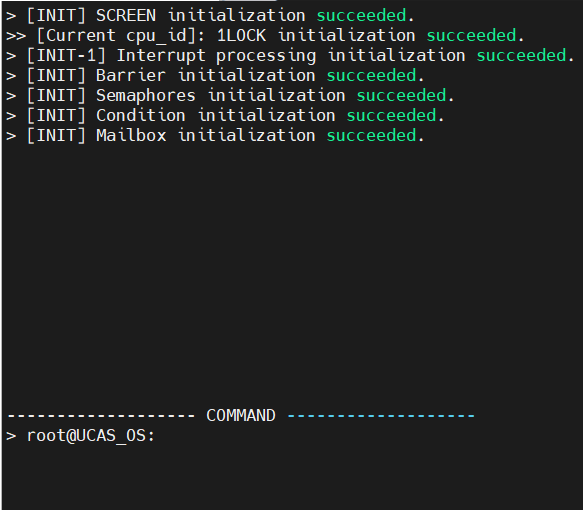 > [INIT] SCREEN initialization succeeded.
>> [Current cpu_id]: 1LOCK initialization succeeded.
> [INIT-1] Interrupt processing initialization succeeded.
> [INIT] Barrier initialization succeeded.
> [INIT] Semaphores initialization succeeded.
> [INIT] Condition initialization succeeded.
> [INIT] Mailbox initialization succeeded.
------------------- COMMAND -------------------
> root@UCAS_OS: